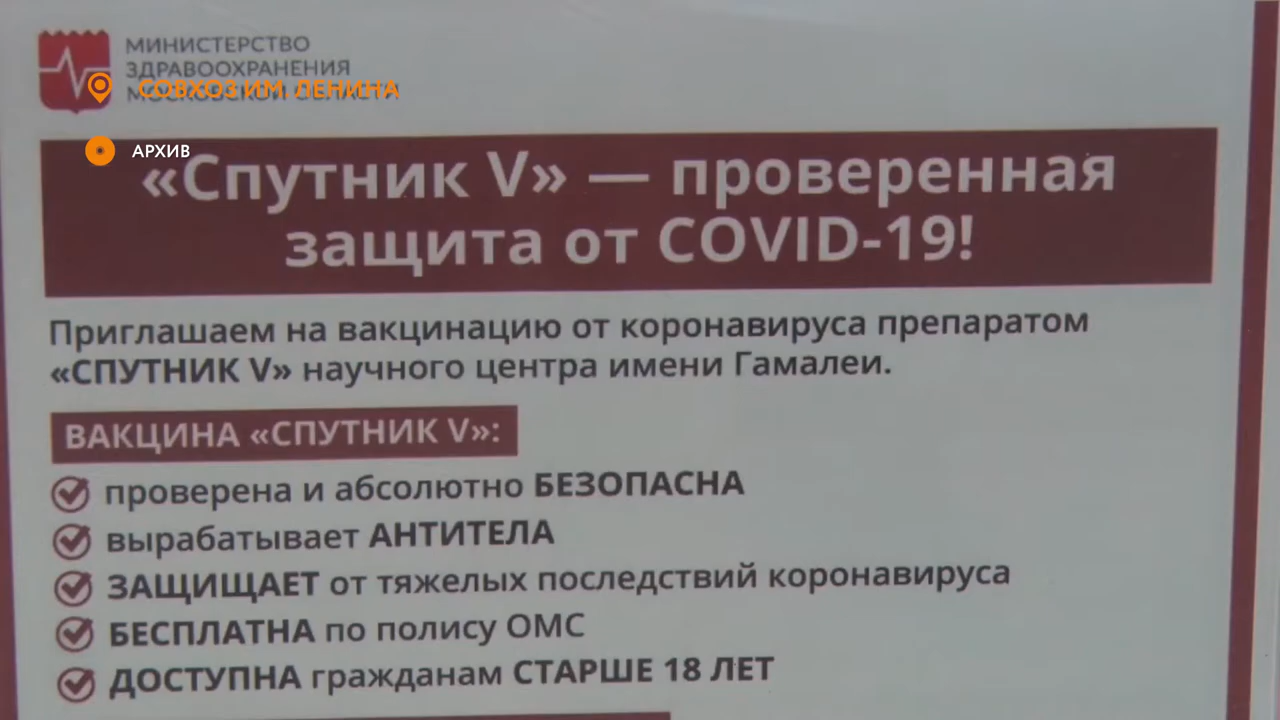 МИНИСТЕРСТВО
ЗДРАВООХРАНЕНИЯ
МОСКОВСКОЙ ОБЛАСТИ
СОВХОЗ ИМ. ЛЕНИНА
АРХИВ
«Спутник V» — проверенная
защита от COVID-19!
Приглашаем на вакцинацию от коронавируса препаратом
«СПУТНИК V» научного центра имени Гамалеи.
ВАКЦИНА «СПУТНИК V»:
проверена и абсолютно БЕЗОПАСНА
вырабатывает АНТИТЕЛА
ЗАЩИЩАЕТ от тяжелых последствий коронавируса
БЕСПЛАТНА по полису ОМС
ДОСТУПНА гражданам СТАРШЕ 18 ЛЕТ